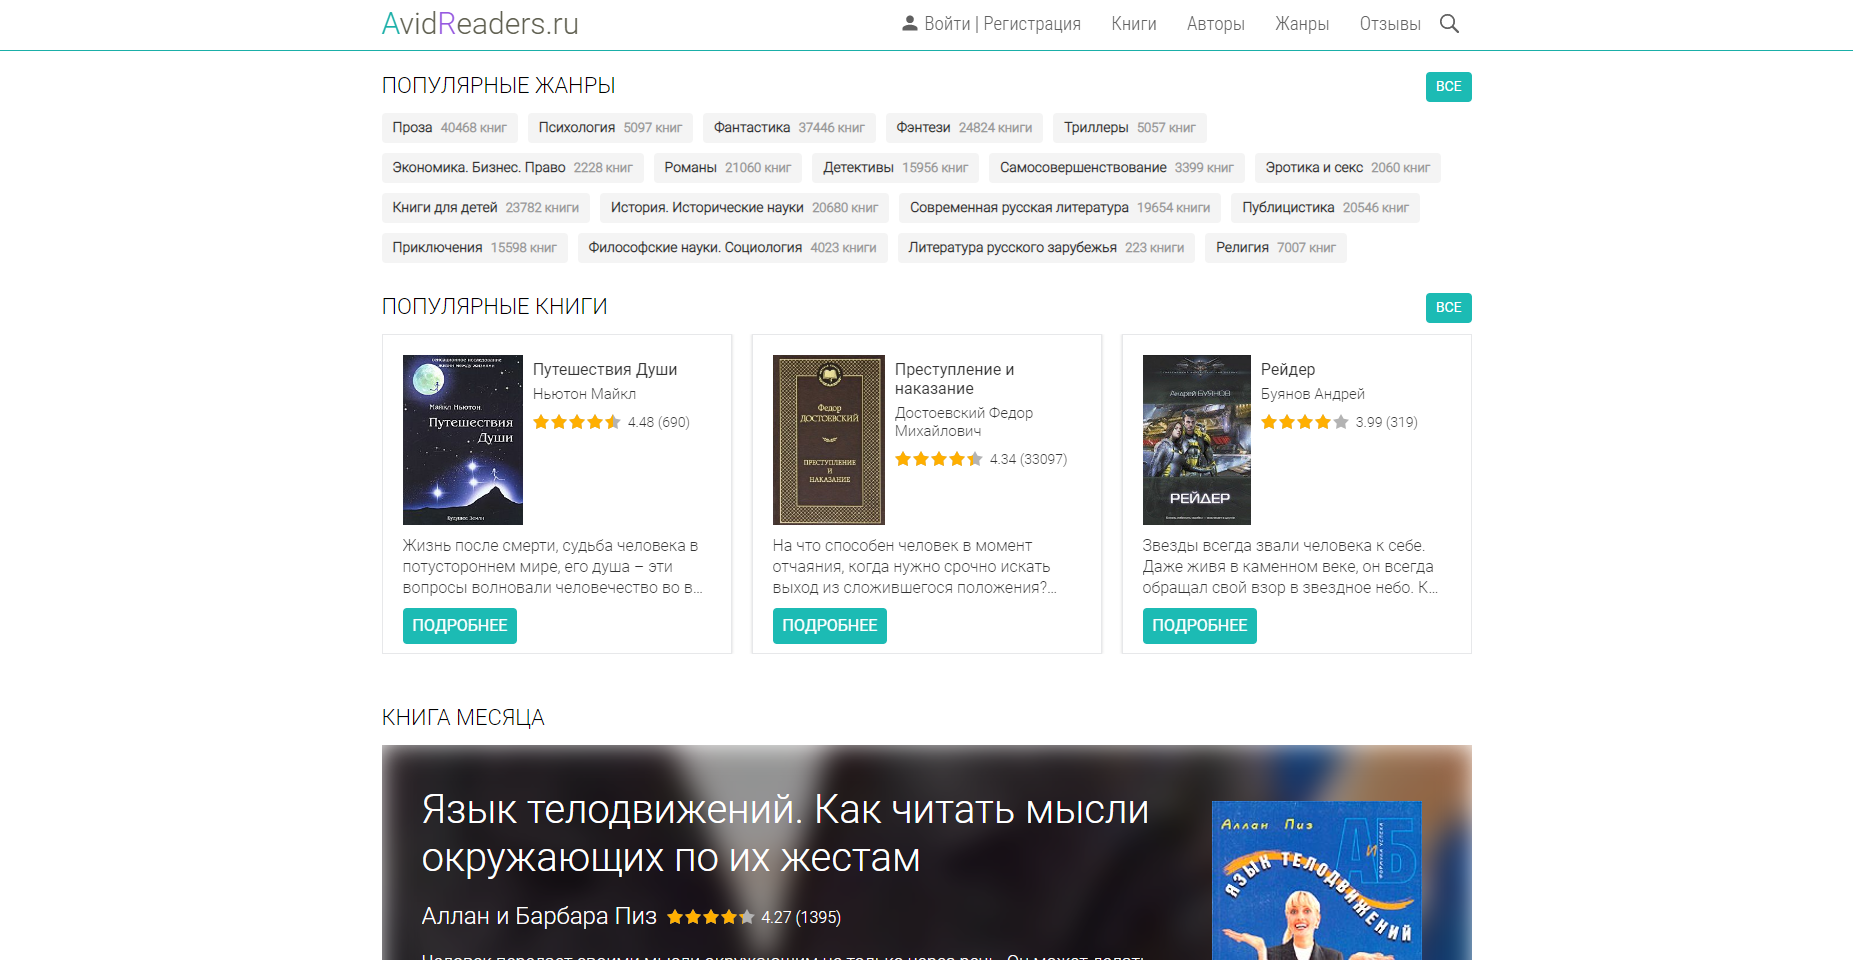 AvidReaders.ru
Войти | Регистрация Книги Авторы Жанры Отзывы
ПОПУЛЯРНЫЕ ЖАНРЫ
ВСЕ
Проза 40468 книг Психология 5097 книг Фантастика 37446 книг Фэнтези 24824 книги Триллеры 5057 книг
Экономика. Бизнес. Право 2228 книг Романы 21060 книг Детективы 15956 книг Самосовершенствование 3399 книг Эротика и секс 2060 книг
Книги для детей 23782 книги История. Исторические науки 20680 книг Современная русская литература 19654 книги Публицистика 20546 книг
Приключения 15598 книг Философские науки. Социология 4023 книги Литература русского зарубежья 223 книги Религия 7007 книг
ПОПУЛЯРНЫЕ КНИГИ
ВСЕ
Майкл Ньютон
Путешествия
Души
Путешествия Души
Ньютон Майкл
4.48 (690)
Жизнь после смерти, судьба человека в
потустороннем мире, его душа – эти
вопросы волновали человечество во в...
ПОДРОБНЕЕ
Федор
ДОСТОЕВСКИЙ
ПРЕСТУПЛЕНИЕ
И
НАКАЗАНИЕ
Преступление и
наказание
Достоевский Федор
Михайлович
4.34 (33097)
На что способен человек в момент
отчаяния, когда нужно срочно искать
выход из сложившегося положения?...
ПОДРОБНЕЕ
Андрей БУЯНОВ
РЕЙДЕР
Рейдер
Буянов Андрей
3.99 (319)
Звезды всегда звали человека к себе.
Даже живя в каменном веке, он всегда
обращал свой взор в звездное небо. К...
ПОДРОБНЕЕ
КНИГА МЕСЯЦА
Язык телодвижений. Как читать мысли
окружающих по их жестам
Аллан и Барбара Пиз 4.27 (1395)
Аллан Пиз
ЯЗЫК ТЕЛОДВИЖЕНИЙ